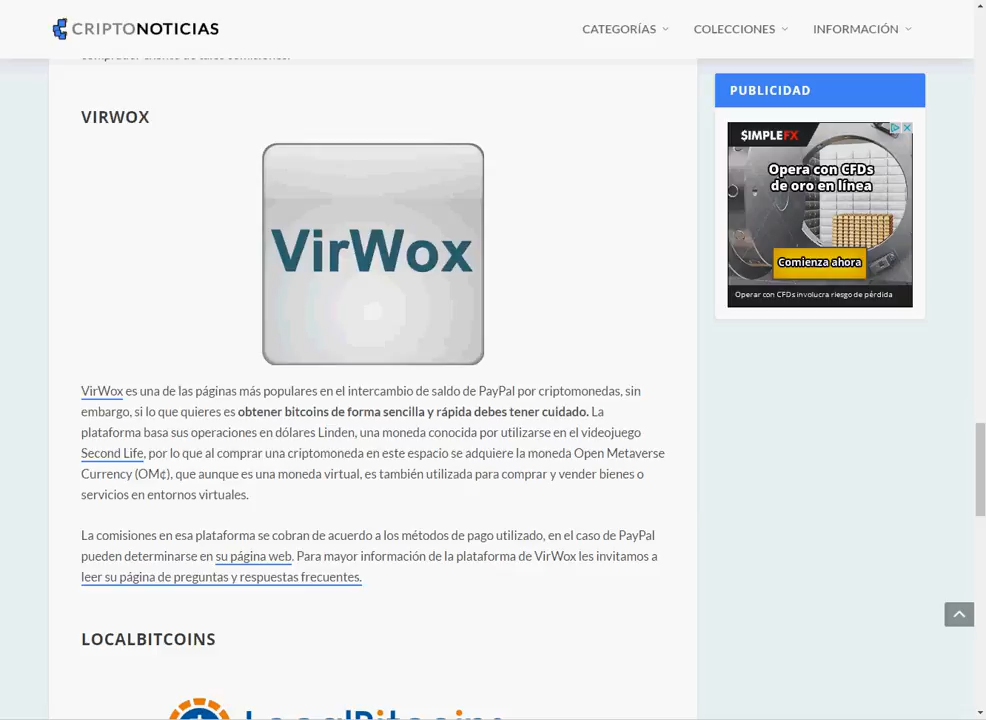 CRIPTONOTICIAS
CATEGORÍAS
COLECCIONES
INFORMACIÓN
VIRWOX
VirWox
VirWox es una de las páginas más populares en el intercambio de saldo de PayPal por criptomonedas, sin
embargo, si lo que quieres es obtener bitcoins de forma sencilla y rápida debes tener cuidado. La
plataforma basa sus operaciones en dólares Linden, una moneda conocida por utilizarse en el videojuego
Second Life, por lo que al comprar una criptomoneda en este espacio se adquiere la moneda Open Metaverse
Currency (OM¢), que aunque es una moneda virtual, es también utilizada para comprar y vender bienes o
servicios en entornos virtuales.
La comisiones en esa plataforma se cobran de acuerdo a los métodos de pago utilizado, en el caso de PayPal
pueden determinarse en su página web. Para mayor información de la plataforma de VirWox les invitamos a
leer su página de preguntas y respuestas frecuentes.
LOCALBITCOINS
PUBLICIDAD
$IMPLEFX
Opera con CFDs
de oro en línea
Comienza ahora
Operar con CFDs involucra riesgo de pérdida